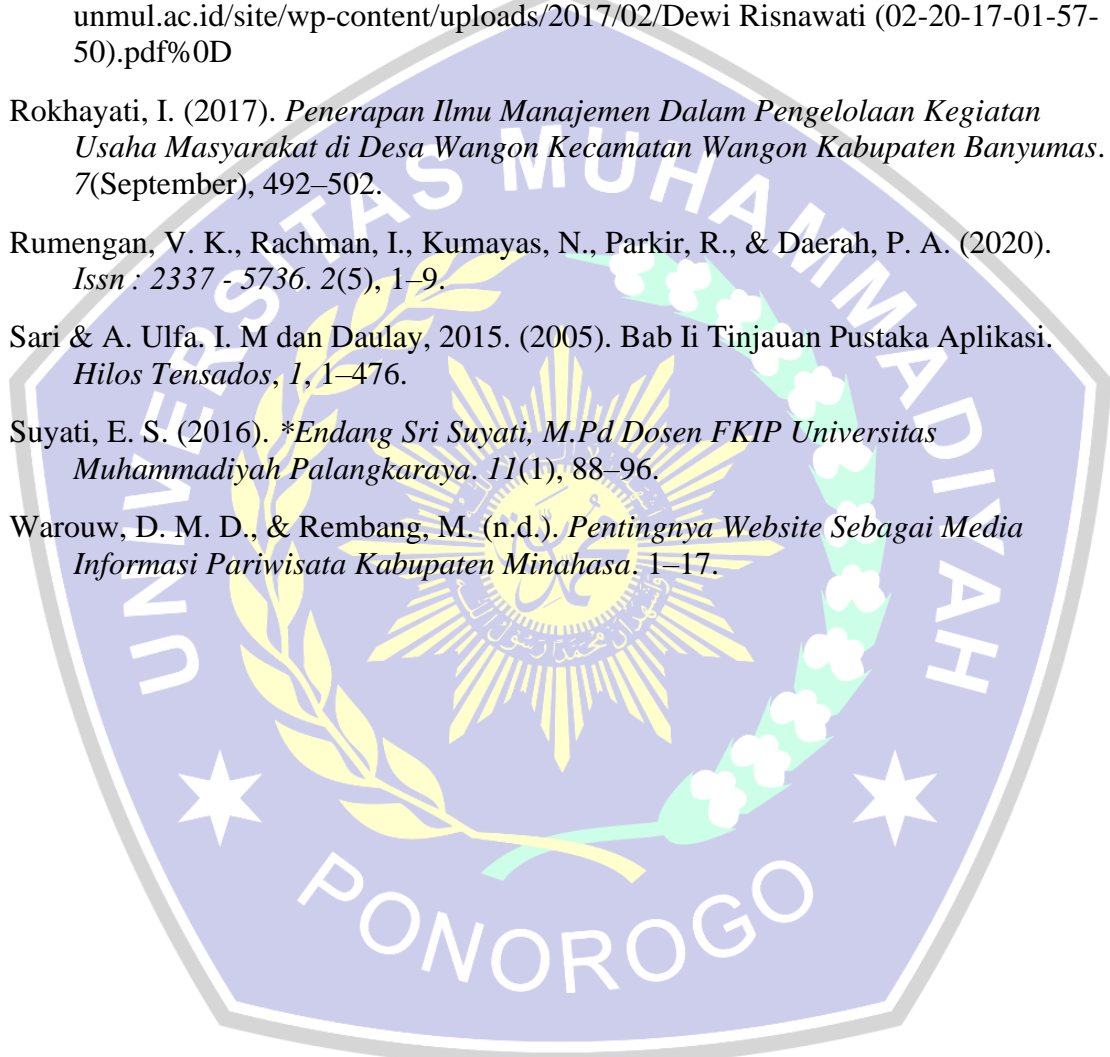 unmul.ac.id/site/wp-content/uploads/2017/02/Dewi Risnawati (02-20-17-01-57-
50).pdf%0D
Rokhayati, I. (2017). Penerapan Ilmu Manajemen Dalam Pengelolaan Kegiatan
Usaha Masyarakat di Desa Wangon Kecamatan Wangon Kabupaten Banyumas.
7(September), 492–502.
Rumengan, V. K., Rachman, I., Kumayas, N., Parkir, R., & Daerah, P. A. (2020).
Issn : 2337 - 5736. 2(5), 1–9.
Sari & A. Ulfa. I. M dan Daulay, 2015. (2005). Bab Ii Tinjauan Pustaka Aplikasi.
Hilos Tensados, 1, 1–476.
Suyati, E. S. (2016). *Endang Sri Suyati, M.Pd Dosen FKIP Universitas
Muhammadiyah Palangkaraya. 11(1), 88–96.
Warouw, D. M. D., & Rembang, M. (n.d.). Pentingnya Website Sebagai Media
Informasi Pariwisata Kabupaten Minahasa. 1–17.
UNIVERSITAS MUHAMMADIYAH
PONOROGO